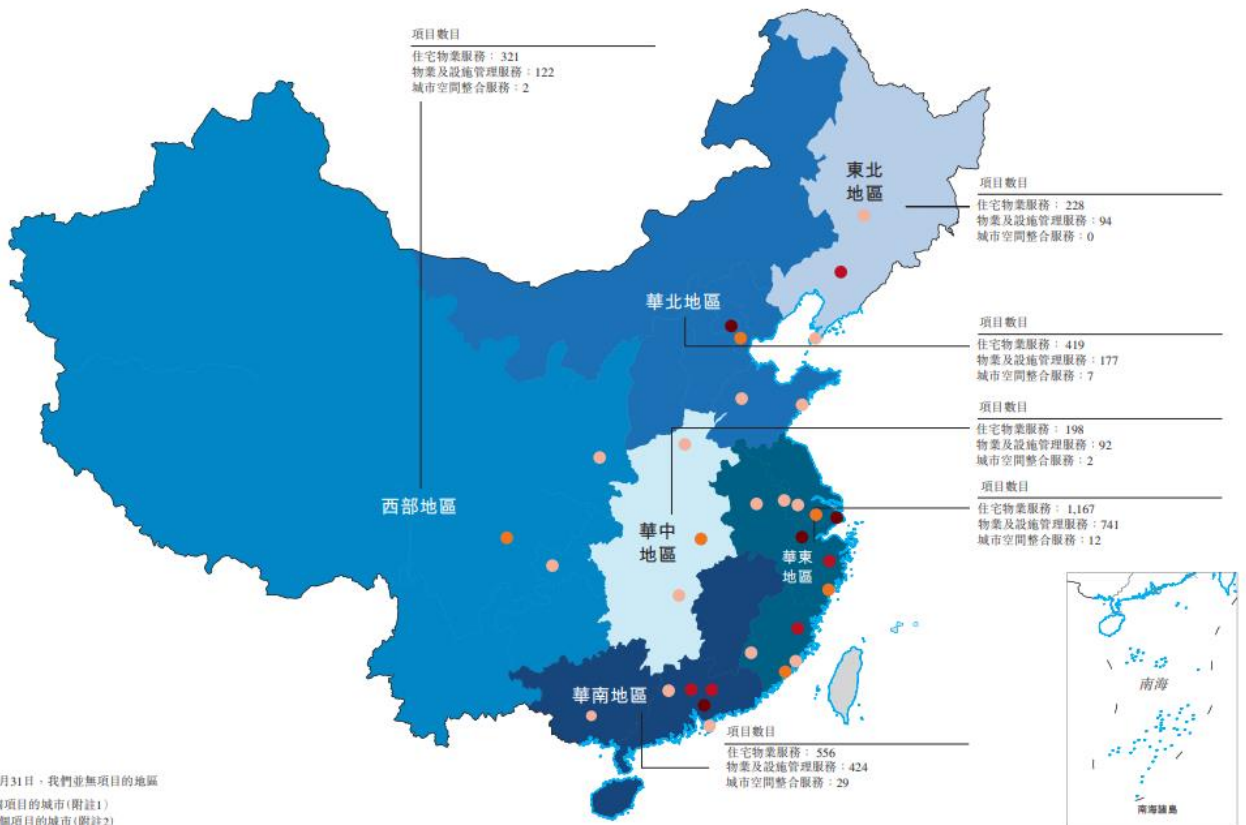 項目數目
住宅物業服務：321
物業及設施管理服務：122
城市空間整合服務：2
東北
地區
項目數目
住宅物業服務：228
物業及設施管理服務：94
城市空間整合服務：0
華北地區
項目數目
住宅物業服務：419
物業及設施管理服務：177
城市空間整合服務：7
項目數目
住宅物業服務：198
物業及設施管理服務：92
城市空間整合服務：2
西部地區
華中
地區
項目數目
住宅物業服務：1,167
物業及設施管理服務：741
城市空間整合服務：12
華東
地區
華南地區
項目數目
住宅物業服務：556
物業及設施管理服務：424
城市空間整合服務：29
南海
南海諸島
月31日，我們並無項目的地區
項目的城市(附註1)
個項目的城市(附註2)